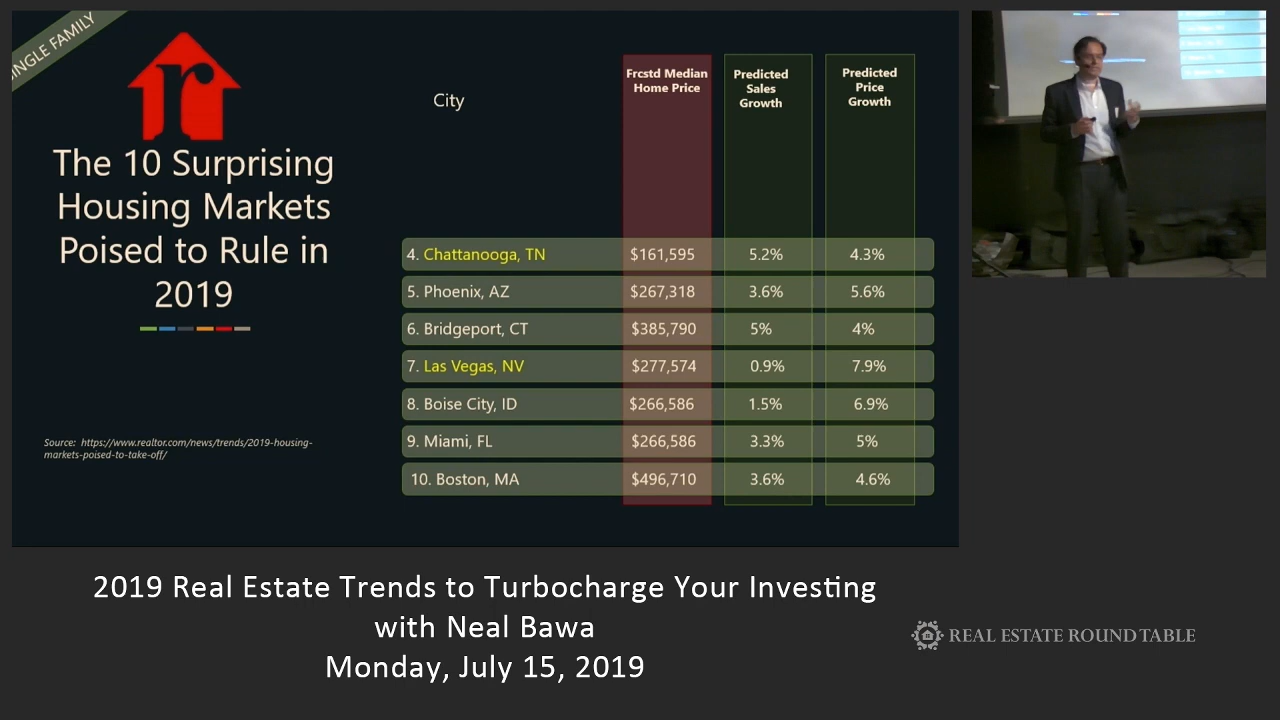 INGLE FAMILY
r
The 10 Surprising
Housing Markets
Poised to Rule in
2019
Source: https://www.realtor.com/news/trends/2019-housing-
markets-poised-to-take-off/
City
Frcstd Median
Home Price
Predicted
Sales
Growth
Predicted
Price
Growth
4. Chattanooga, TN $161,595 5.2% 4.3%
5. Phoenix, AZ $267,318 3.6% 5.6%
6. Bridgeport, CT $385,790 5% 4%
7. Las Vegas, NV $277,574 0.9% 7.9%
8. Boise City, ID $266,586 1.5% 6.9%
9. Miami, FL $266,586 3.3% 5%
10. Boston, MA $496,710 3.6% 4.6%
2019 Real Estate Trends to Turbocharge Your Investing
with Neal Bawa
Monday, July 15, 2019
REAL ESTATE ROUND TABLE